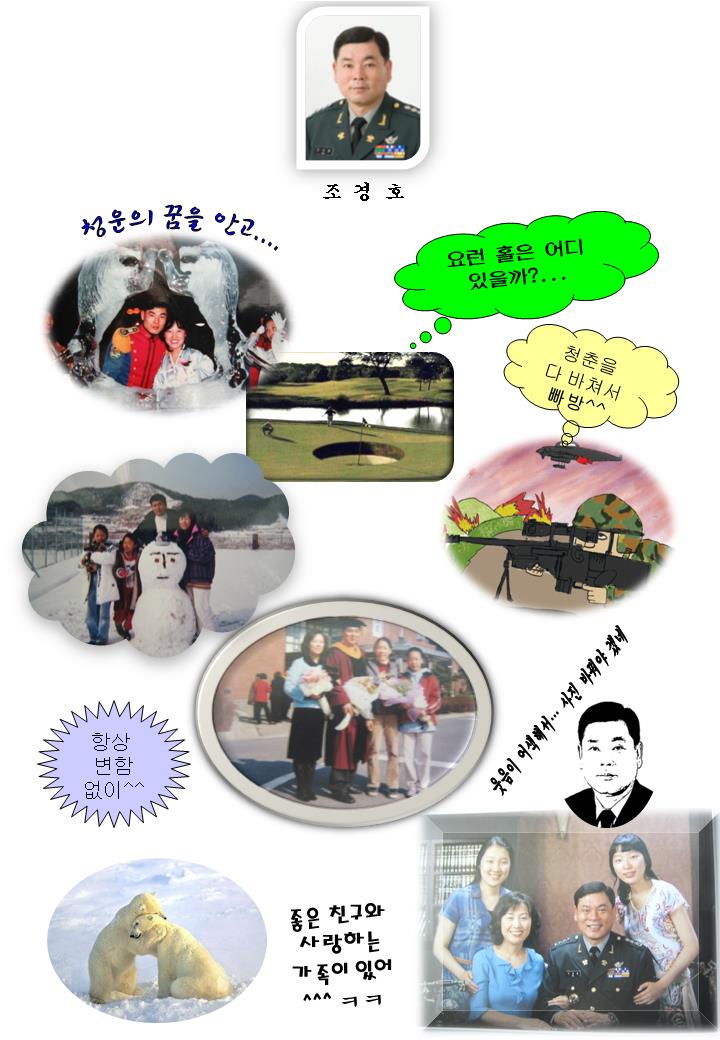 조 경 호
청운의 꿈을 안고....
요런 홀은 어디
있을까?...
청춘을
다 바쳐서
빠방^^
웃음이 어색해서... 사진 바꿔야 겠네
항상
변함
없이^^
좋은 친구와
사랑하는
가족이 있어
^^^ ㅋㅋ